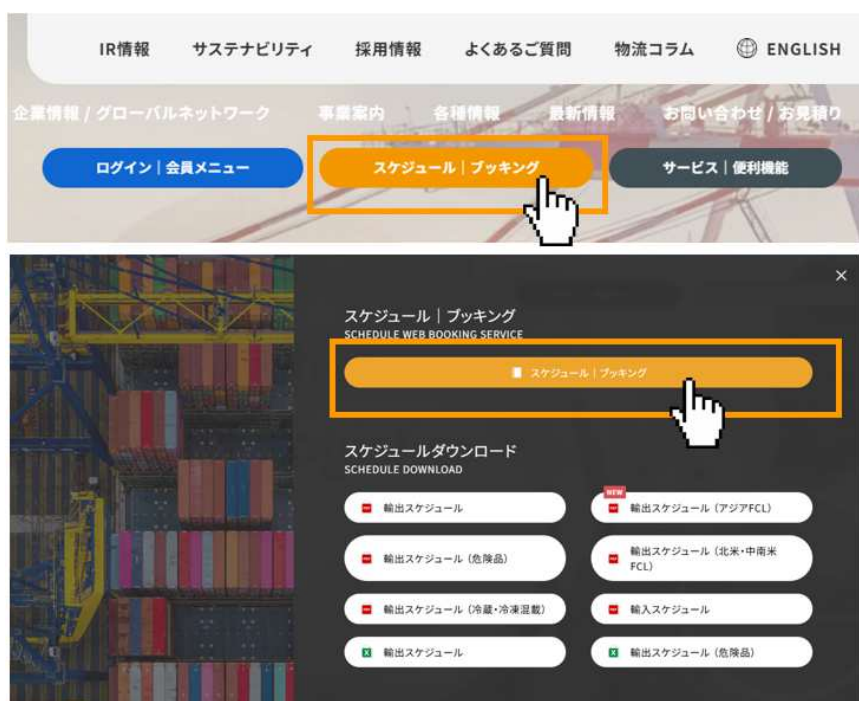 IR情報 サステナビリティ 採用情報 よくあるご質問 物流コラム ENGLISH
企業情報 / グローバルネットワーク 事業案内 各種情報 最新情報 お問い合わせ / お見積り
ログイン｜会員メニュー スケジュール｜ブッキング サービス｜便利機能
×
スケジュール｜ブッキング
SCHEDULE WEB BOOKING SERVICE
スケジュール｜ブッキング
スケジュールダウンロード
SCHEDULE DOWNLOAD
NEW
輸出スケジュール 輸出スケジュール（アジアFCL）
輸出スケジュール（危険品） 輸出スケジュール（北米・中南米
FCL）
輸出スケジュール（冷蔵・冷凍混載） 輸入スケジュール
輸出スケジュール 輸出スケジュール（危険品）